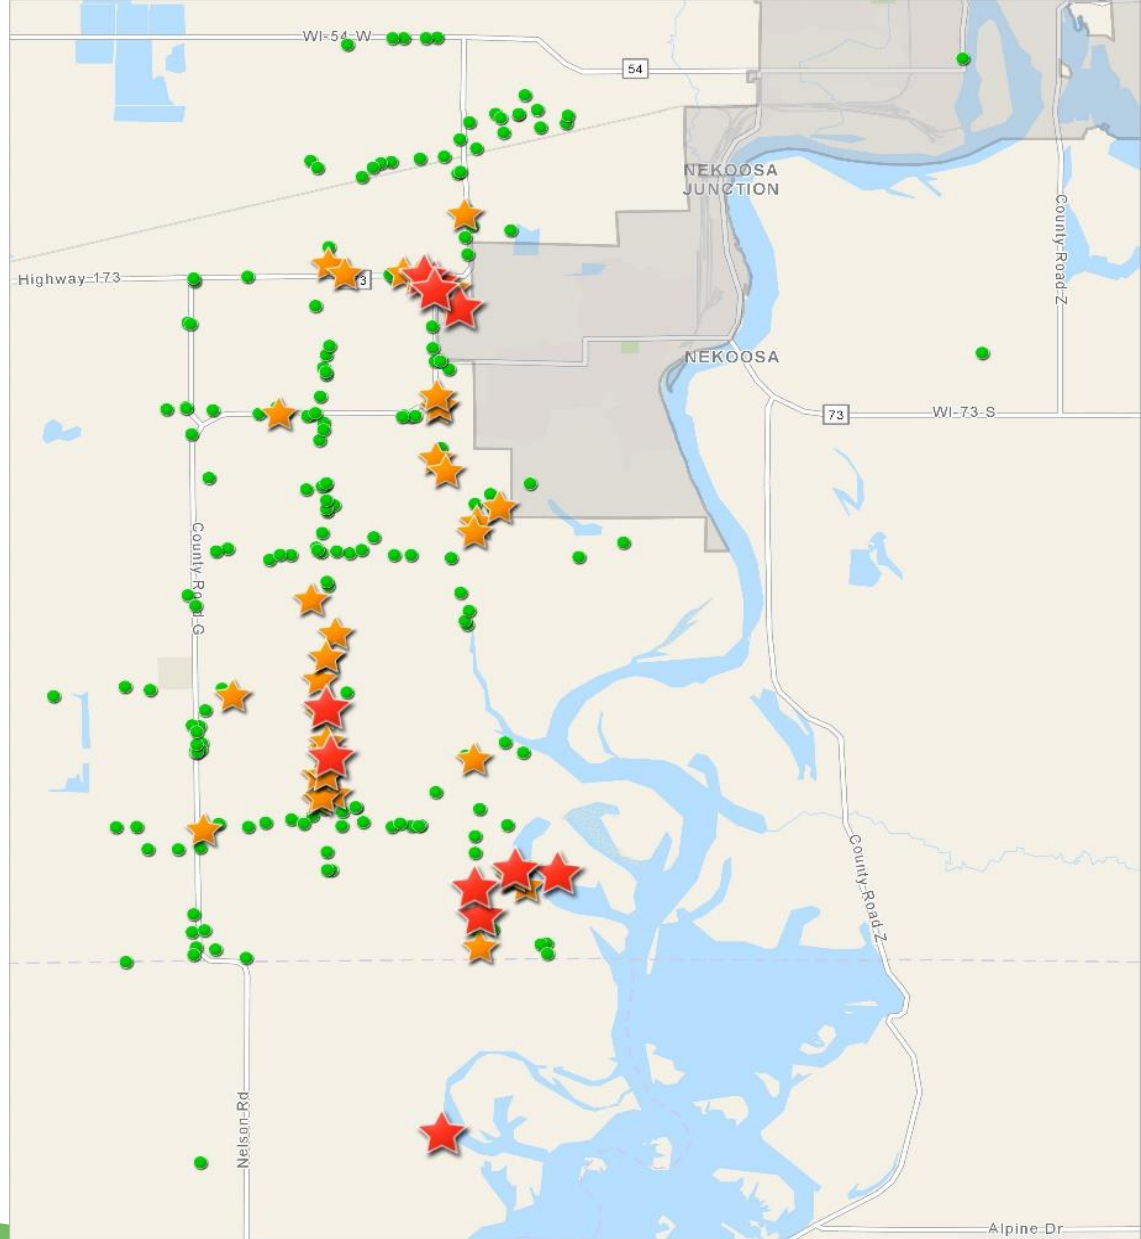 WI-54 W
54
NEKOOSA
JUNCTION
County-Road-Z
Highway-173
73
NEKOOSA
73
WI-73-S
County-Road-G
County-Road-Z
Nelson-Rd
Alpine Dr